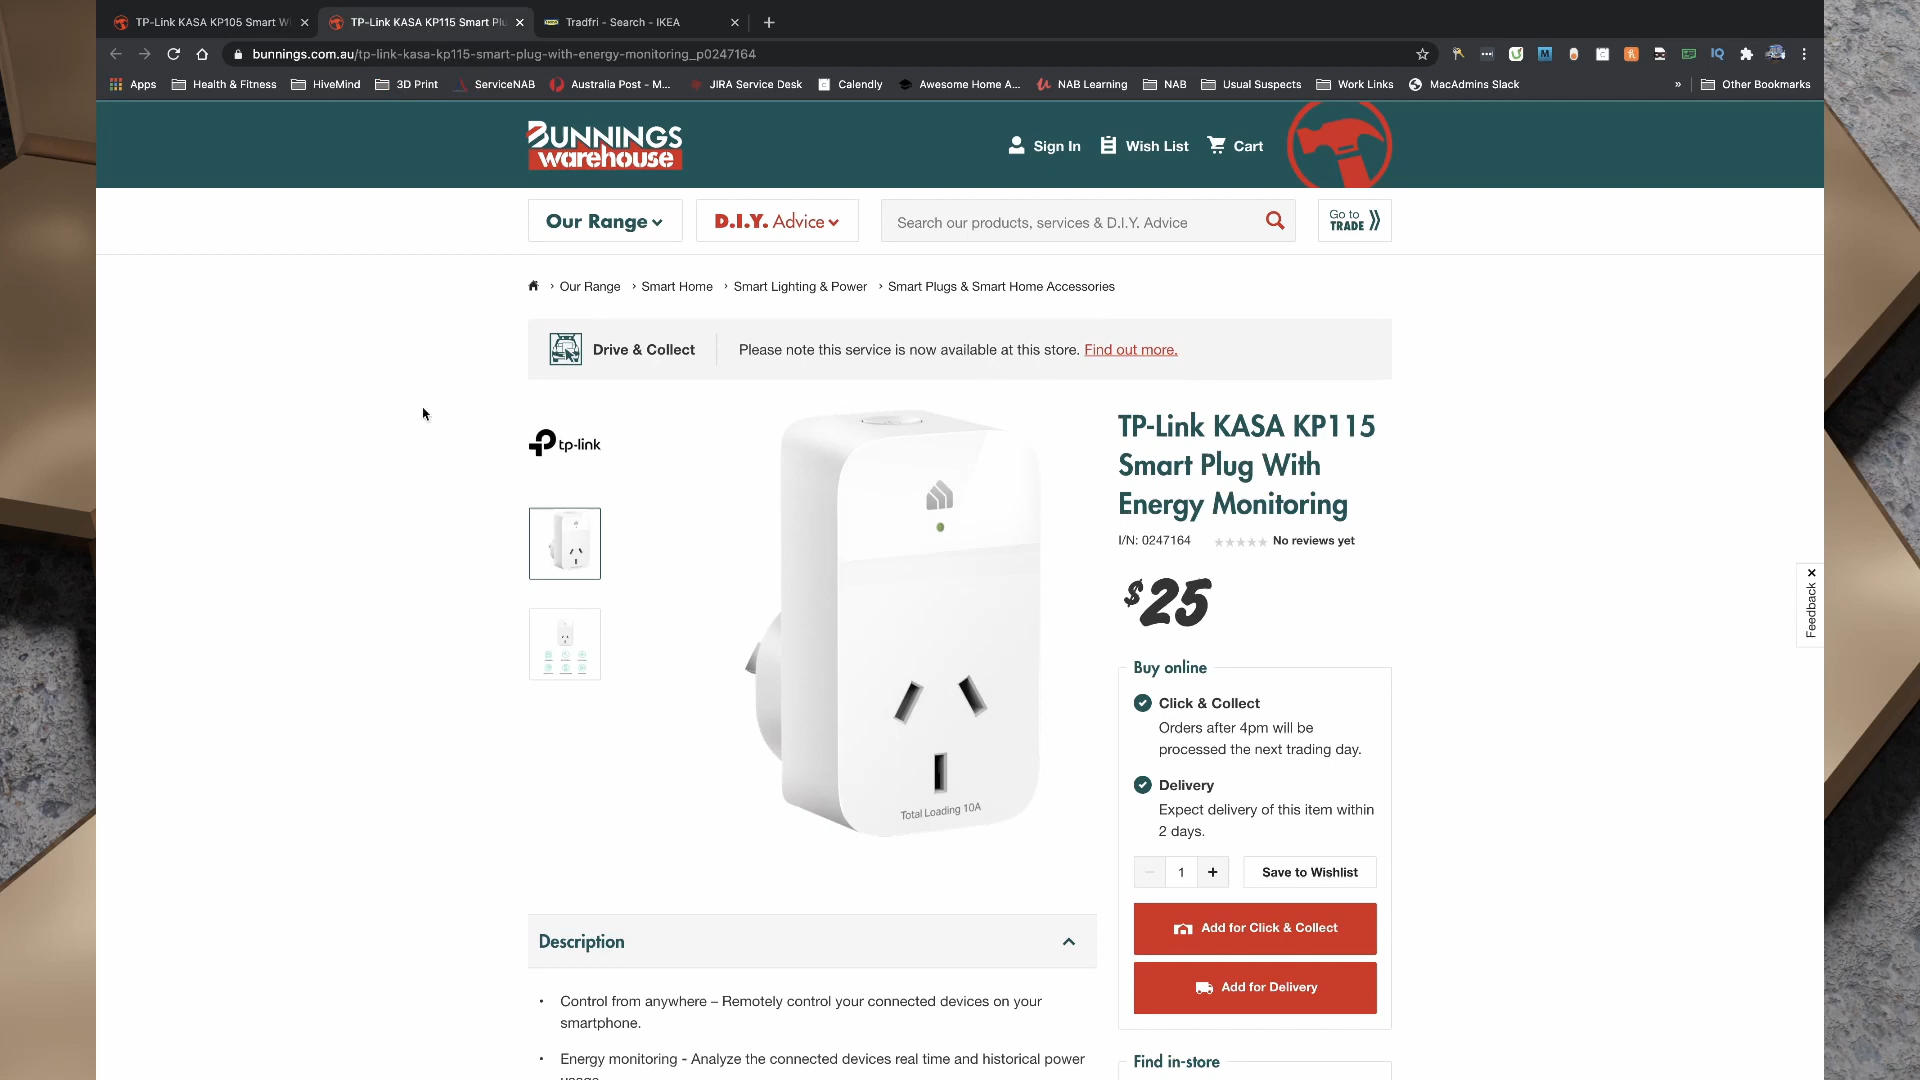 TP-Link KASA KP105 Smart W
TP-Link KASA KP115 Smart Plu
Tradfri - Search - IKEA
bunnings.com.au/tp-link-kasa-kp115-smart-plug-with-energy-monitoring_p0247164
Apps
Health & Fitness
HiveMind
3D Print
ServiceNAB
Australia Post - M...
JIRA Service Desk
Calendly
Awesome Home A...
NAB Learning
NAB
Usual Suspects
Work Links
MacAdmins Slack
»
Other Bookmarks
BUNNINGS
warehouse
Sign In
Wish List
Cart
Our Range
D.I.Y. Advice
Search our products, services & D.I.Y. Advice
Go to
TRADE
› Our Range › Smart Home › Smart Lighting & Power › Smart Plugs & Smart Home Accessories
Drive & Collect
Please note this service is now available at this store. Find out more.
tp-link
Total Loading 10A
TP-Link KASA KP115
Smart Plug With
Energy Monitoring
I/N: 0247164
No reviews yet
$25
Buy online
Click & Collect
Orders after 4pm will be
processed the next trading day.
Delivery
Expect delivery of this item within
2 days.
1
Save to Wishlist
Add for Click & Collect
Add for Delivery
Find in-store
Feedback
Description
• Control from anywhere – Remotely control your connected devices on your
smartphone.
• Energy monitoring - Analyze the connected devices real time and historical power